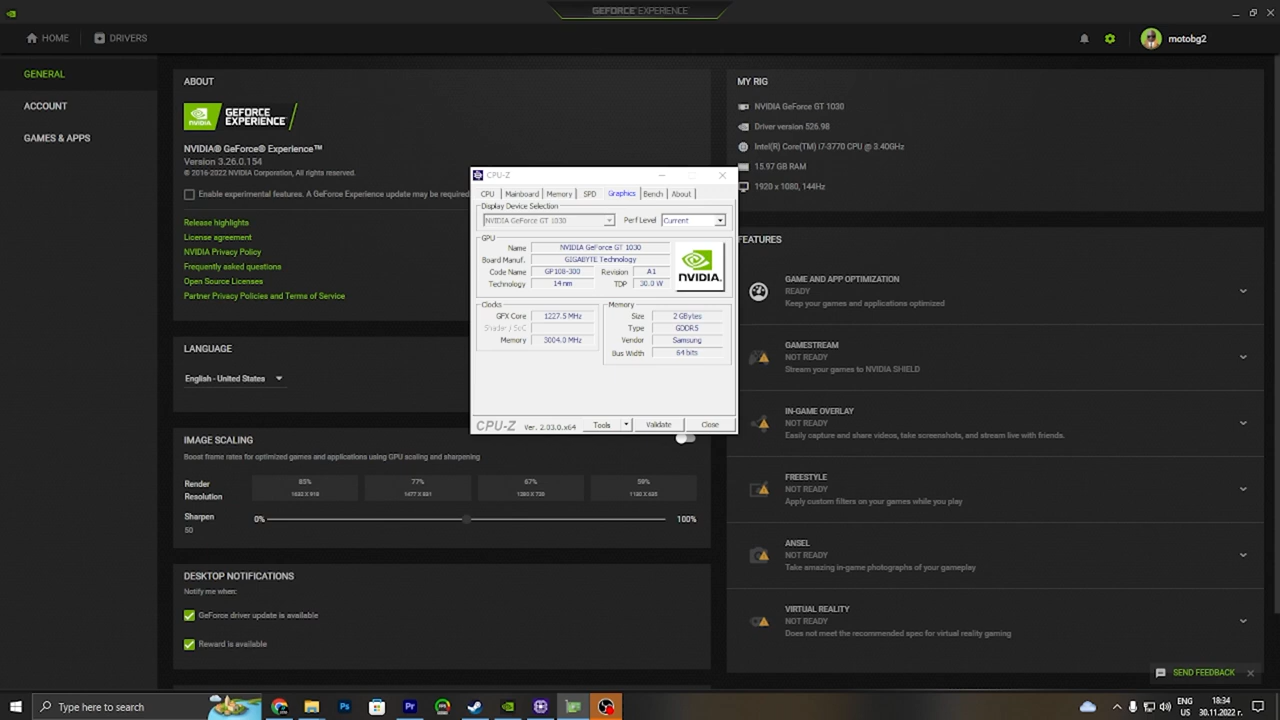 GEFORCE EXPERIENCE
HOME
DRIVERS
motobg2
GENERAL
ACCOUNT
GAMES & APPS
ABOUT
NVIDIA
GEFORCE
EXPERIENCE
NVIDIA® GeForce® Experience™
Version 3.26.0.154
© 2016-2022 NVIDIA Corporation, All rights reserved.
Enable experimental features. A GeForce Experience update may be required
Release highlights
License agreement
NVIDIA Privacy Policy
Frequently asked questions
Open Source Licenses
Partner Privacy Policies and Terms of Service
LANGUAGE
English - United States
IMAGE SCALING
Boost frame rates for optimized games and applications using GPU scaling and sharpening
Render
Resolution
85%
1632 X 918
77%
1477 X 831
67%
1280 X 720
59%
1130 X 635
Sharpen
50
0%
100%
DESKTOP NOTIFICATIONS
Notify me when:
GeForce driver update is available
Reward is available
CPU-Z
CPU
Mainboard
Memory
SPD
Graphics
Bench
About
Display Device Selection
NVIDIA GeForce GT 1030
Perf Level
Current
GPU
Name
NVIDIA GeForce GT 1030
Board Manuf.
GIGABYTE Technology
Code Name
GP108-300
Revision
A1
Technology
14 nm
TDP
30.0 W
NVIDIA.
Clocks
GFX Core
1227.5 MHz
Shader / SoC
Memory
3004.0 MHz
Memory
Size
2 GBytes
Type
GDDR5
Vendor
Samsung
Bus Width
64 bits
CPU-Z
Ver. 2.03.0.x64
Tools
Validate
Close
MY RIG
NVIDIA GeForce GT 1030
Driver version 526.98
Intel(R) Core(TM) i7-3770 CPU @ 3.40GHz
15.97 GB RAM
1920 x 1080, 144Hz
FEATURES
GAME AND APP OPTIMIZATION
READY
Keep your games and applications optimized
GAMESTREAM
NOT READY
Stream your games to NVIDIA SHIELD
IN-GAME OVERLAY
NOT READY
Easily capture and share videos, take screenshots, and stream live with friends.
FREESTYLE
NOT READY
Apply custom filters on your games while you play
ANSEL
NOT READY
Take amazing in-game photographs of your gameplay
VIRTUAL REALITY
NOT READY
Does not meet the recommended spec for virtual reality gaming
SEND FEEDBACK
Type here to search
Ps
Pr
ENG
US
18:34
30.11.2022 г.